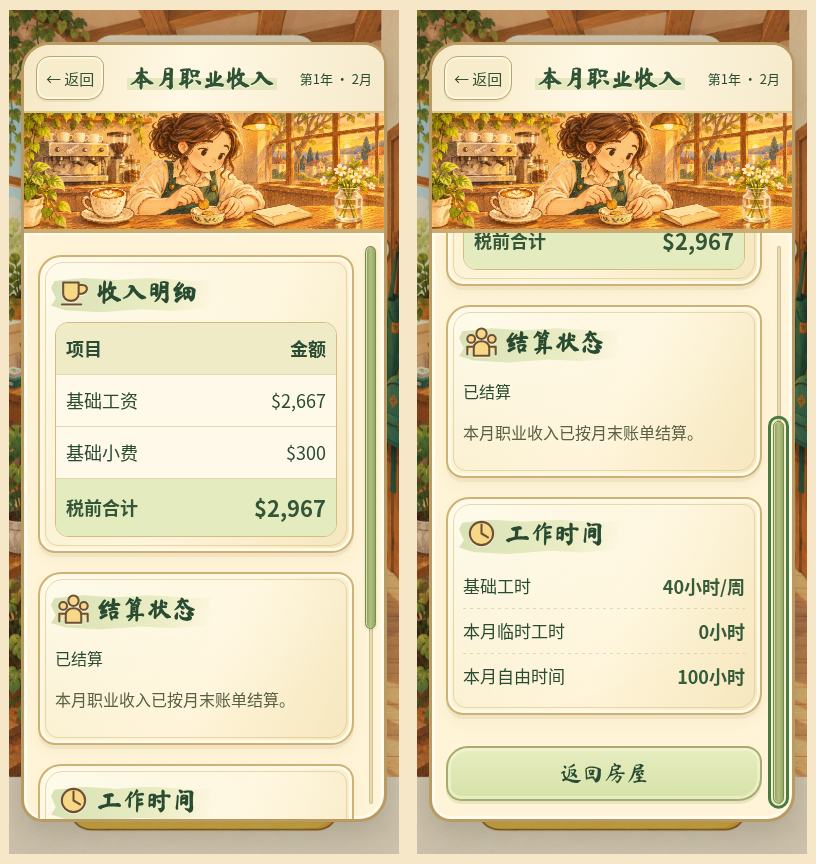 ← 返回
本月职业收入
第1年 · 2月
收入明细
项目 金额
基础工资 $2,667
基础小费 $300
税前合计 $2,967
结算状态
已结算
本月职业收入已按月末账单结算。
工作时间
← 返回
本月职业收入
第1年 · 2月
税前合计 $2,967
结算状态
已结算
本月职业收入已按月末账单结算。
工作时间
基础工时 40小时/周
本月临时工时 0小时
本月自由时间 100小时
返回房屋